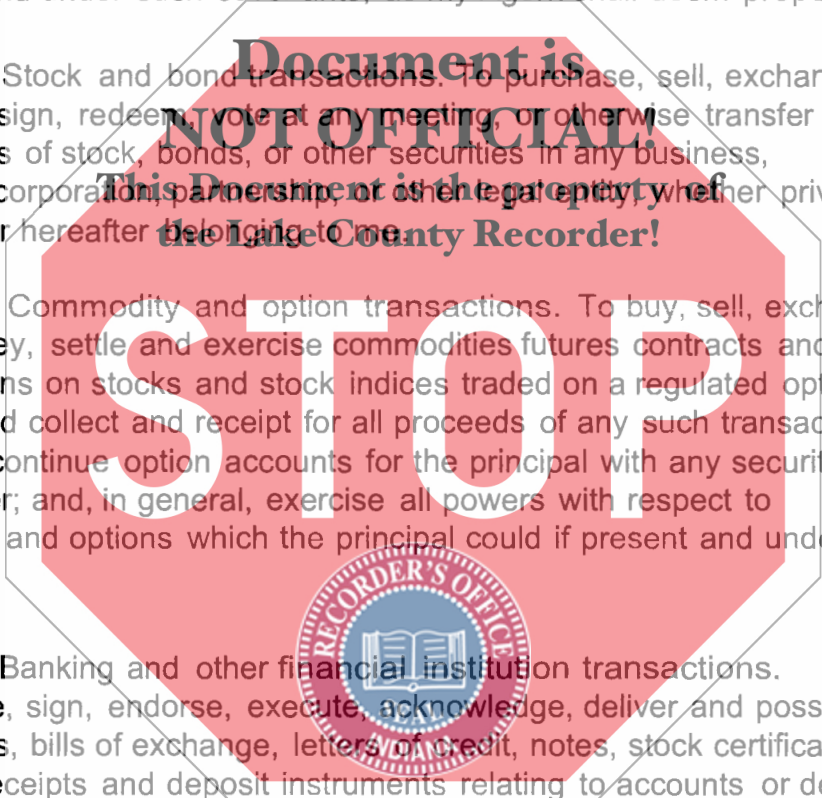 Document is
Stock and bond transactions. To purchase, sell, exchan
sign, redeem, vote at any meeting, or otherwise transfer
NOT OFFICIAL!
s of stock, bonds, or other securities in any business,
This Document is the property of
corporation, partnership, or other legal entity, whether priv
the Lake County Recorder!
r hereafter belonging to me.
Commodity and option transactions. To buy, sell, exch
ey, settle and exercise commodities futures contracts and
ns on stocks and stock indices traded on a regulated opt
d collect and receipt for all proceeds of any such transac
continue option accounts for the principal with any securit
r; and, in general, exercise all powers with respect to
and options which the principal could if present and unde
STOP
RECORDER'S OFFICE
Banking and other financial institution transactions.
e, sign, endorse, execute, acknowledge, deliver and poss
s, bills of exchange, letters of credit, notes, stock certifica
INDIANA
eceipts and deposit instruments relating to accounts or de